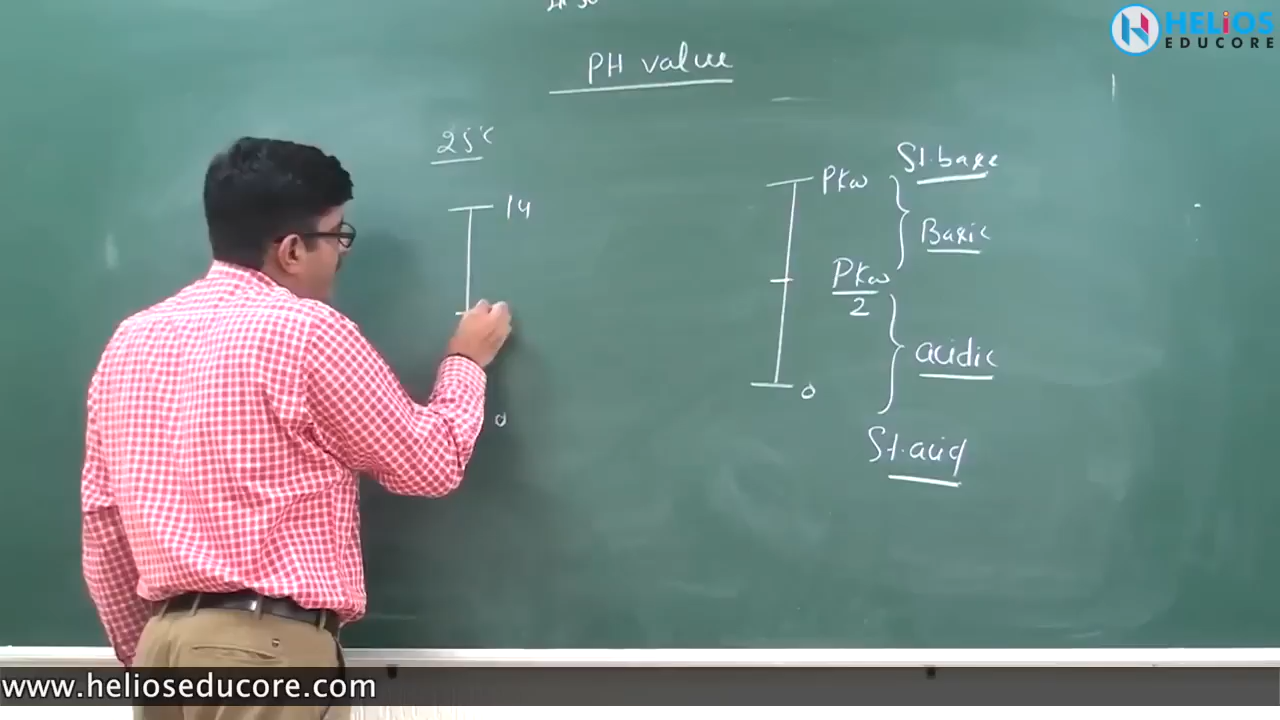 HELiOS
EDUCORE
PH value
25°C
14
0
PKw
St. base
Basic
PKw
2
acidic
0
St. acid
www.helioseducore.com